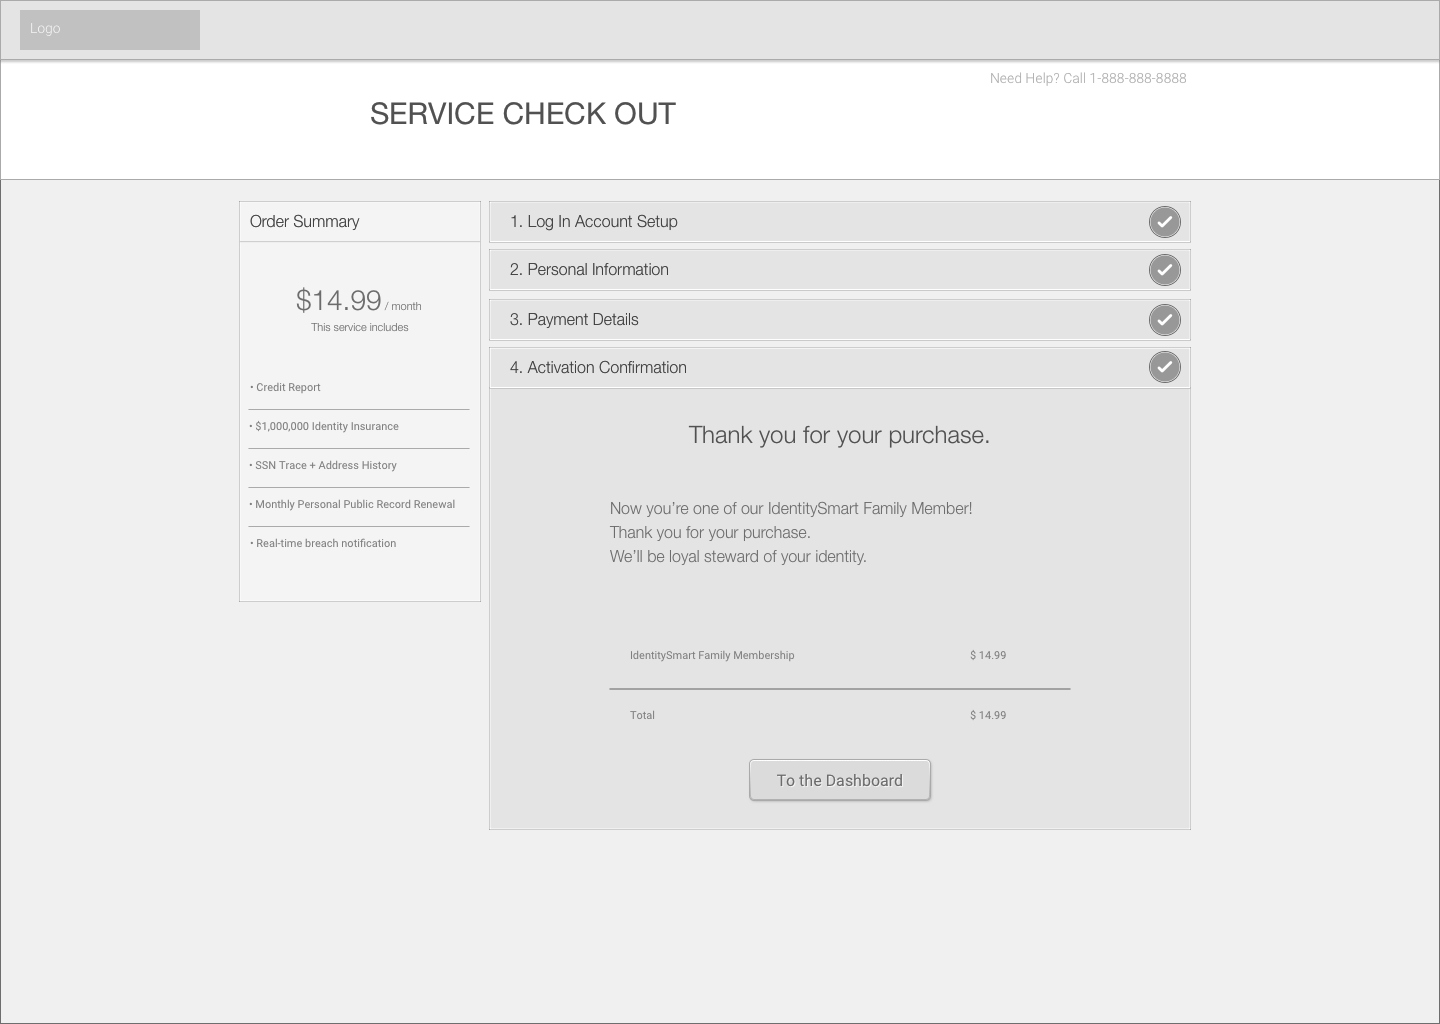 Logo
Need Help? Call 1-888-888-8888
SERVICE CHECK OUT
Order Summary
$14.99 / month
This service includes
• Credit Report
• $1,000,000 Identity Insurance
• SSN Trace + Address History
• Monthly Personal Public Record Renewal
• Real-time breach notification
1. Log In Account Setup
2. Personal Information
3. Payment Details
4. Activation Confirmation
Thank you for your purchase.
Now you’re one of our IdentitySmart Family Member!
Thank you for your purchase.
We’ll be loyal steward of your identity.
IdentitySmart Family Membership $ 14.99
Total $ 14.99
To the Dashboard